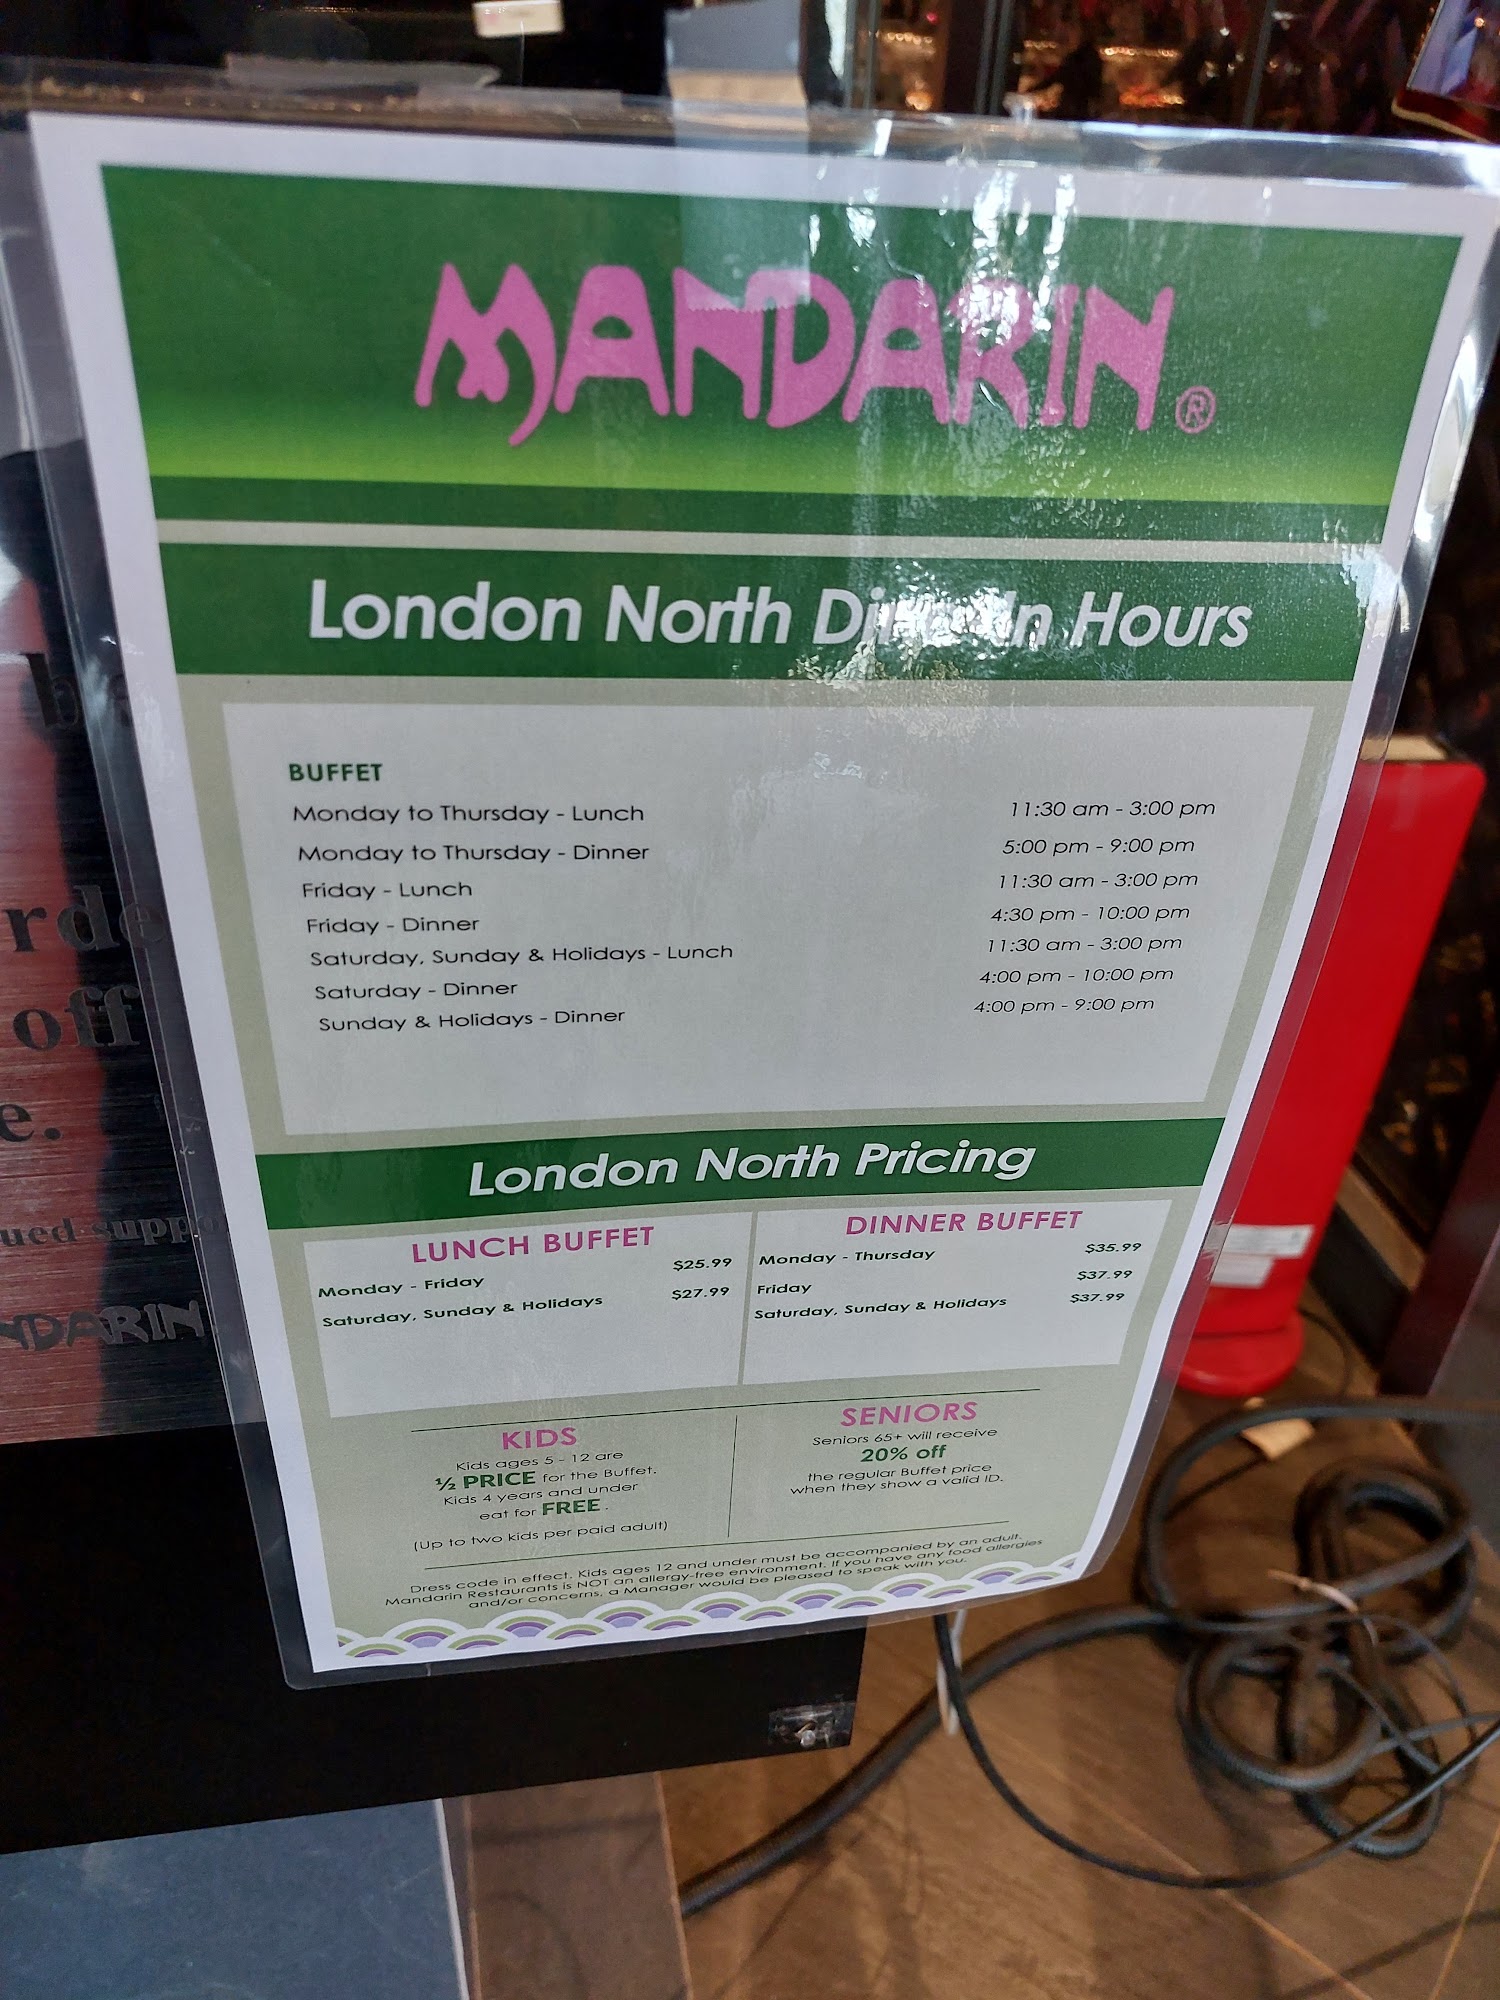 MANDARIN®
London North Dine-In Hours
BUFFET
Monday to Thursday - Lunch 11:30 am - 3:00 pm
Monday to Thursday - Dinner 5:00 pm - 9:00 pm
Friday - Lunch 11:30 am - 3:00 pm
Friday - Dinner 4:30 pm - 10:00 pm
Saturday, Sunday & Holidays - Lunch 11:30 am - 3:00 pm
Saturday - Dinner 4:00 pm - 10:00 pm
Sunday & Holidays - Dinner 4:00 pm - 9:00 pm
London North Pricing
LUNCH BUFFET
Monday - Friday $25.99
Saturday, Sunday & Holidays $27.99
DINNER BUFFET
Monday - Thursday $35.99
Friday $37.99
Saturday, Sunday & Holidays $37.99
KIDS
Kids ages 5 - 12 are
½ PRICE for the Buffet.
Kids 4 years and under
eat for FREE.
(Up to two kids per paid adult)
SENIORS
Seniors 65+ will receive
20% off
the regular Buffet price
when they show a valid ID.
Dress code in effect. Kids ages 12 and under must be accompanied by an adult.
Mandarin Restaurants is NOT an allergy-free environment. If you have any food allergies
and/or concerns, a Manager would be pleased to speak with you.
rde
off
e.
ued suppo
NDARIN